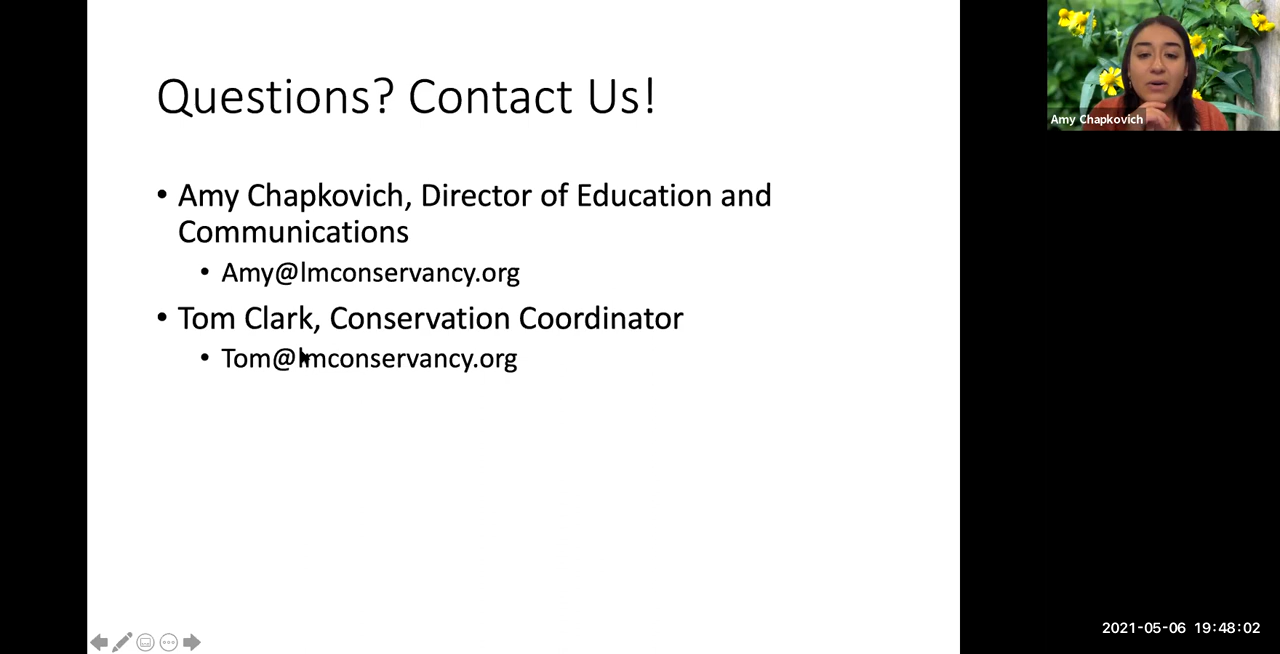 Questions? Contact Us!
• Amy Chapkovich, Director of Education and
Communications
• Amy@lmconservancy.org
• Tom Clark, Conservation Coordinator
• Tom@lmconservancy.org
Amy Chapkovich
2021-05-06 19:48:02